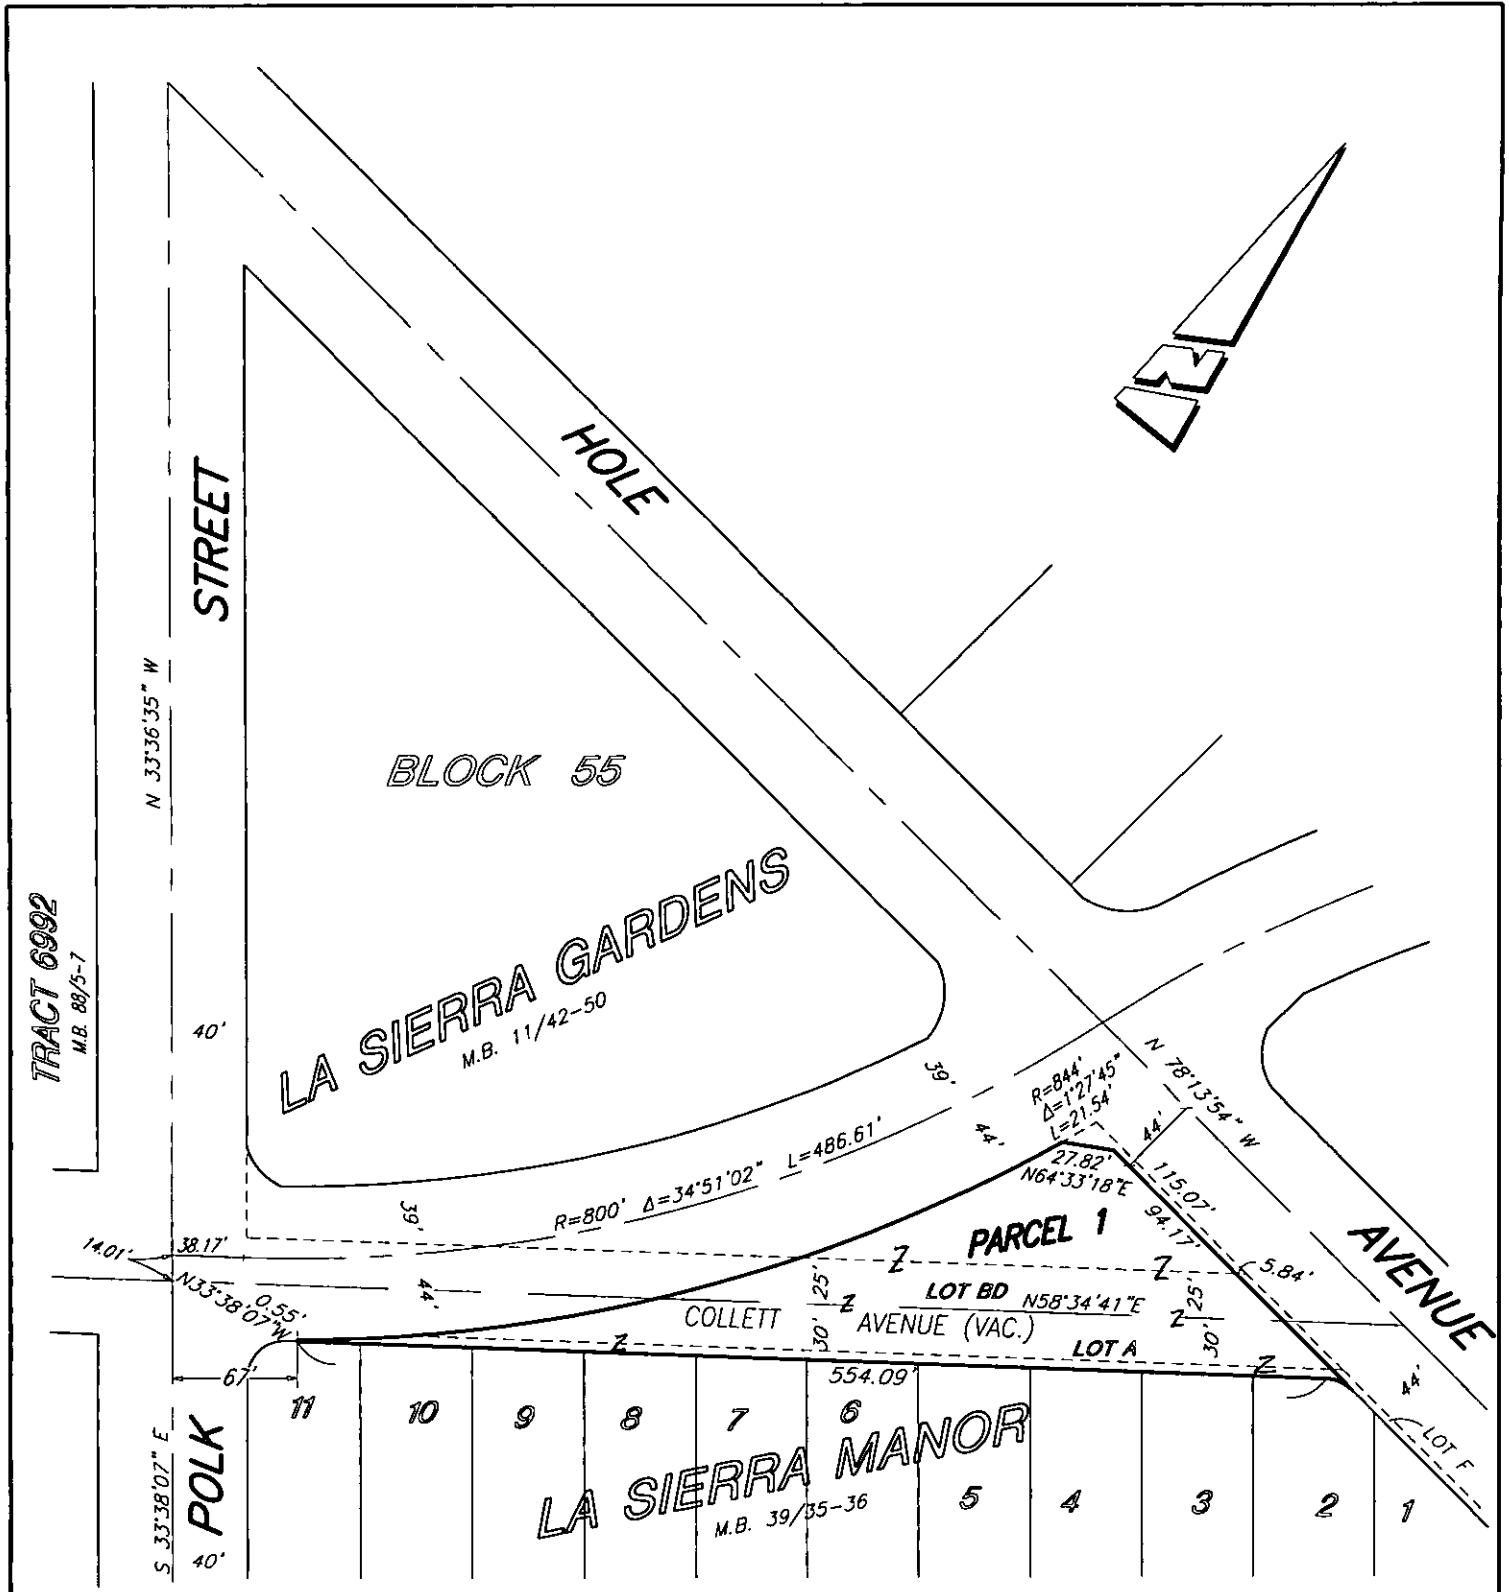 N
HOLE
STREET
N 33°36'35" W
BLOCK 55
LA SIERRA GARDENS
M.B. 11/42-50
TRACT 6992
M.B. 88/5-7
40'
39'
R=844'
Δ=1°27'45"
L=21.54'
N 78°13'54" W
44'
44'
27.82'
N64°33'18"E
115.07'
94.17'
R=800' Δ=34°51'02" L=486.61'
39'
PARCEL 1
AVENUE
14.01'
38.17'
N33°38'07"W
0.55'
44'
Z
Z
5.84'
25'
Z
LOT BD
N58°34'41"E
25'
COLLETT
AVENUE (VAC.)
Z
30'
30'
Z
LOT A
Z
67'
554.09'
44'
LOT F
11
10
9
8
7
6
5
4
3
2
1
LA SIERRA MANOR
M.B. 39/35-36
S 33°38'07" E
POLK
40'